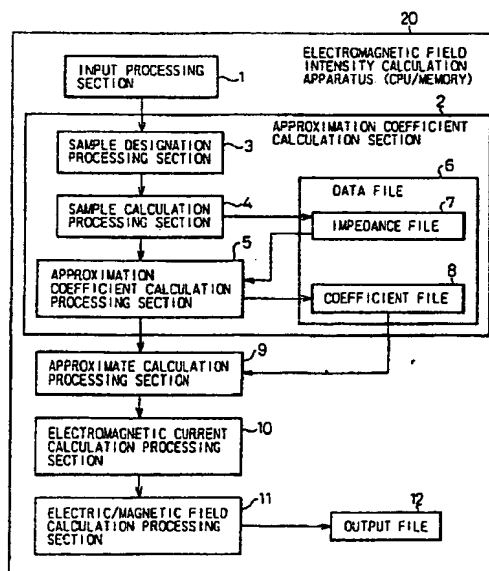 20
ELECTROMAGNETIC FIELD
INTENSITY CALCULATION
APPARATUS (CPU/MEMORY)
INPUT PROCESSING
SECTION
1
2
APPROXIMATION COEFFICIENT
CALCULATION SECTION
SAMPLE DESIGNATION
PROCESSING SECTION
3
6
DATA FILE
SAMPLE CALCULATION
PROCESSING SECTION
4
7
IMPEDANCE FILE
5
APPROXIMATION
COEFFICIENT CALCULATION
PROCESSING SECTION
8
COEFFICIENT FILE
9
APPROXIMATE CALCULATION
PROCESSING SECTION
ELECTROMAGNETIC CURRENT
CALCULATION PROCESSING
SECTION
10
ELECTRIC/MAGNETIC FIELD
CALCULATION PROCESSING
SECTION
11
12
OUTPUT FILE